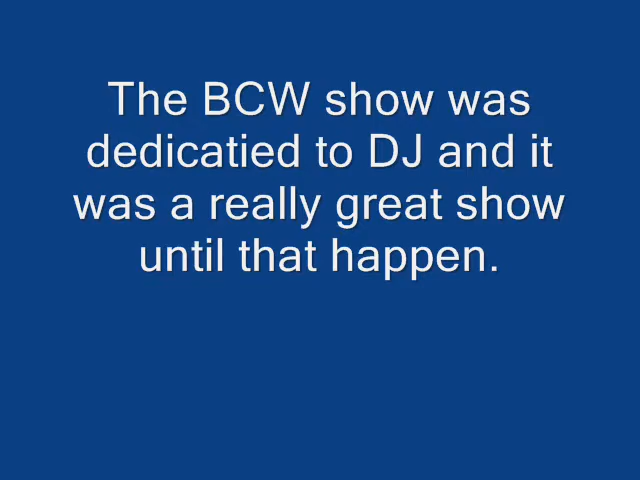 The BCW show was
dedicatied to DJ and it
was a really great show
until that happen.